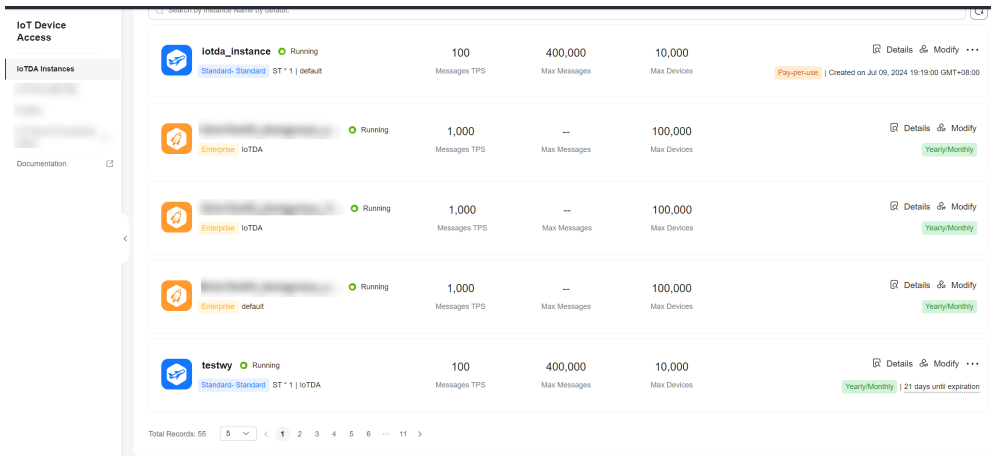 IoT Device
Access
IoTDA Instances
Documentation
Search by Instance Name by default.
iotda_instance Running
Standard- Standard ST * 1 | default
100
Messages TPS
400,000
Max Messages
10,000
Max Devices
Details Modify ···
Pay-per-use | Created on Jul 09, 2024 19:19:00 GMT+08:00
Running
Enterprise IoTDA
1,000
Messages TPS
--
Max Messages
100,000
Max Devices
Details Modify
Yearly/Monthly
Running
Enterprise IoTDA
1,000
Messages TPS
--
Max Messages
100,000
Max Devices
Details Modify
Yearly/Monthly
Running
Enterprise default
1,000
Messages TPS
--
Max Messages
100,000
Max Devices
Details Modify
Yearly/Monthly
testwy Running
Standard- Standard ST * 1 | IoTDA
100
Messages TPS
400,000
Max Messages
10,000
Max Devices
Details Modify ···
Yearly/Monthly | 21 days until expiration
Total Records: 55 5 < 1 2 3 4 5 6 ··· 11 >